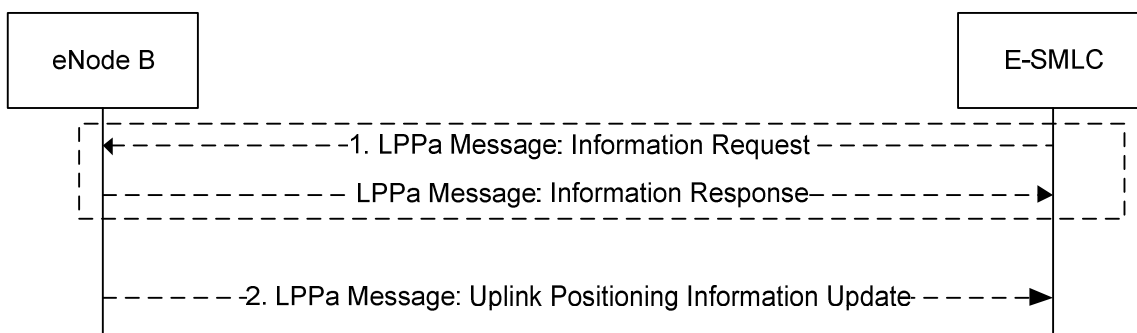 eNode B
E-SMLC
1. LPPa Message: Information Request
LPPa Message: Information Response
2. LPPa Message: Uplink Positioning Information Update